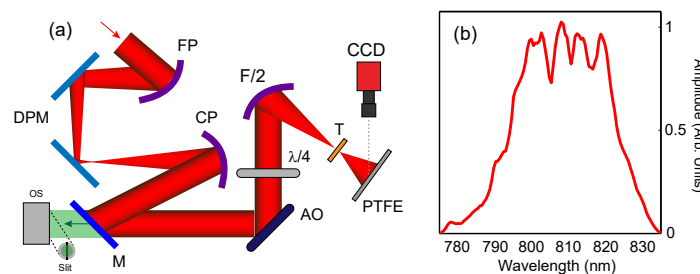 (a)
FP
DPM
CP
F/2
CCD
T
λ/4
PTFE
AO
OS
M
Slit
(b)
1
0.5
0
Amplitude (Arb. Units)
780 790 800 810 820 830
Wavelength (nm)